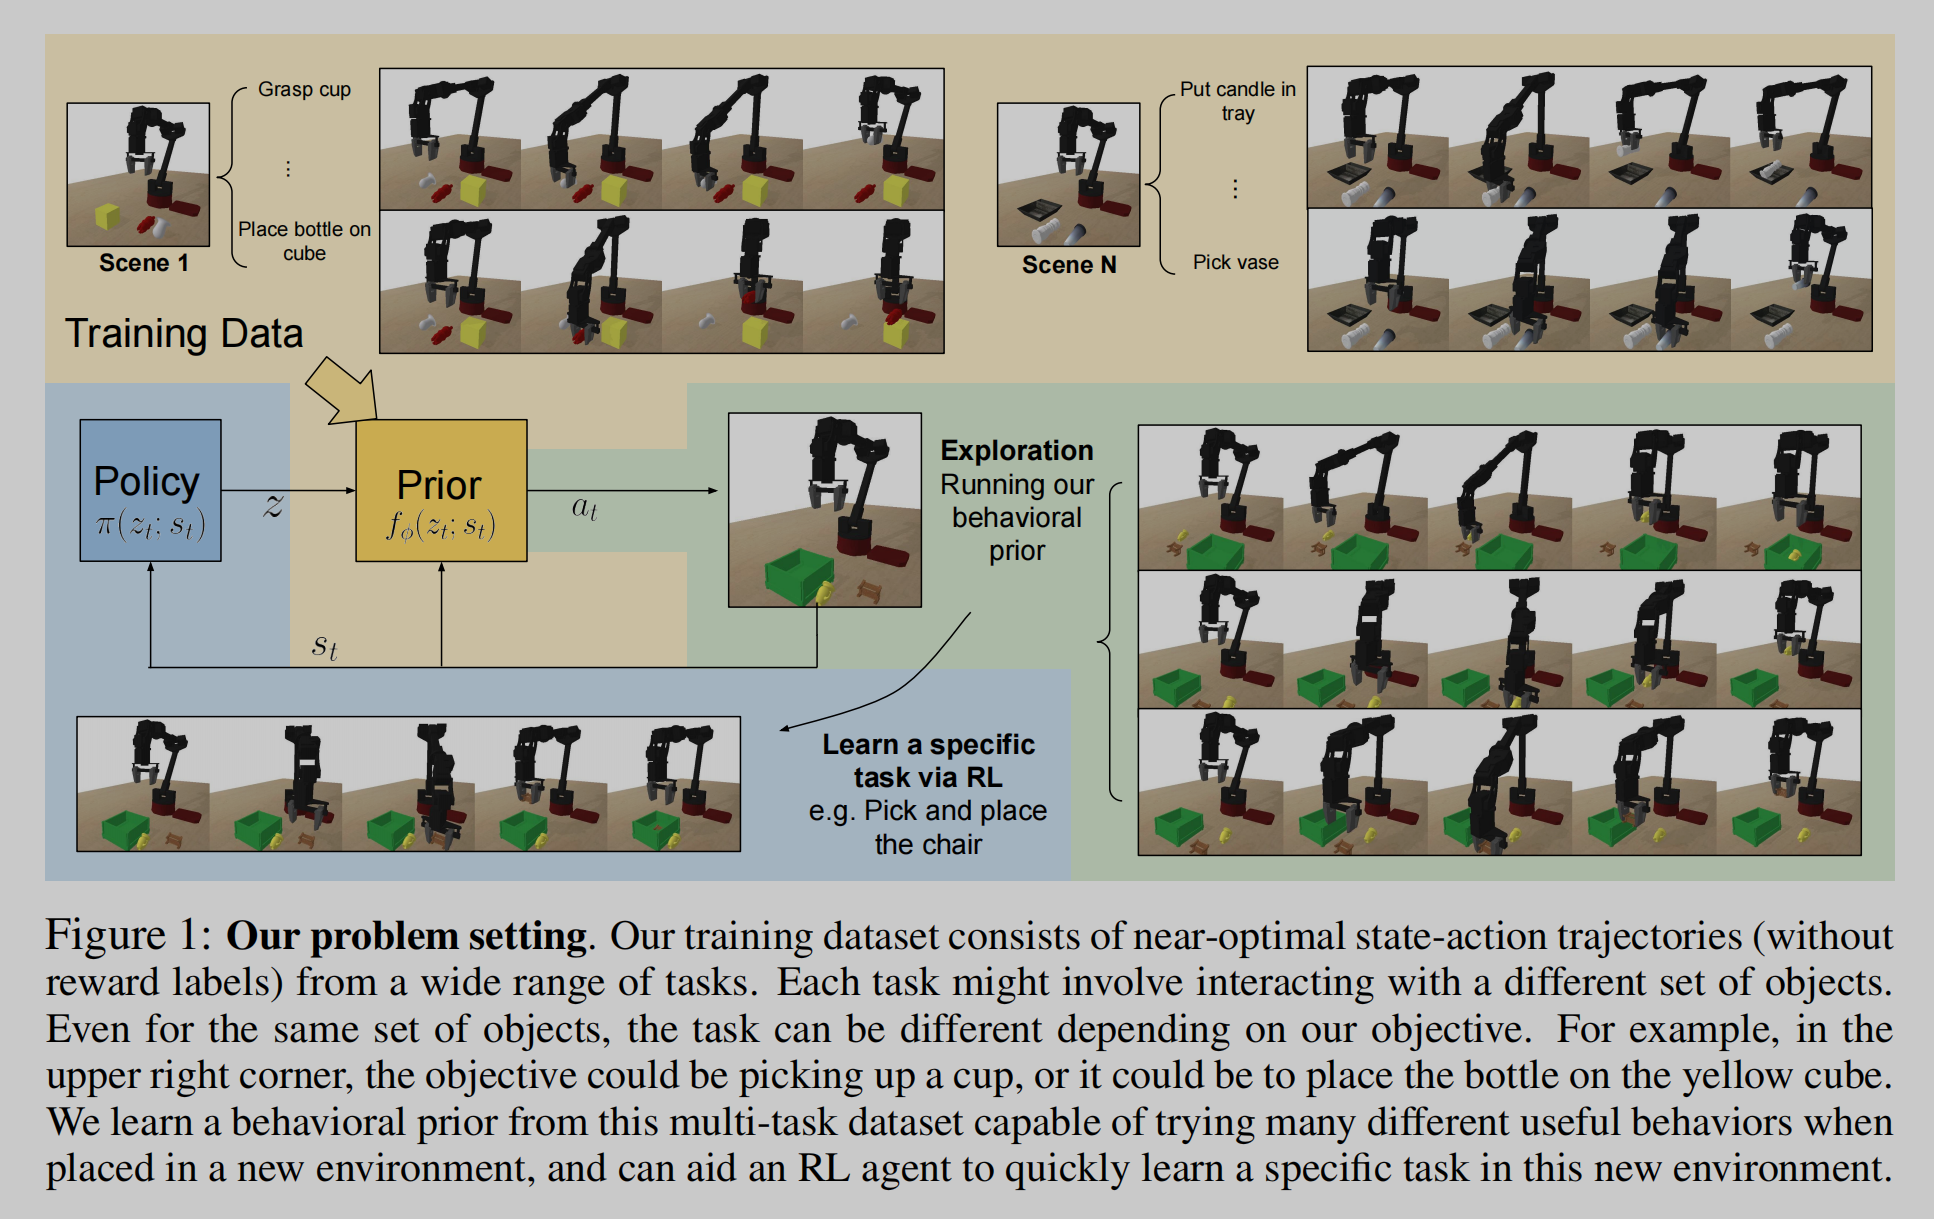 Grasp cup
⋮
Place bottle on
cube
Scene 1
Put candle in
tray
⋮
Pick vase
Scene N
Training Data
Policy
π(z_t; s_t)
z
Prior
f_ϕ(z_t; s_t)
a_t
s_t
Exploration
Running our
behavioral
prior
Learn a specific
task via RL
e.g. Pick and place
the chair
Figure 1: Our problem setting. Our training dataset consists of near-optimal state-action trajectories (without
reward labels) from a wide range of tasks. Each task might involve interacting with a different set of objects.
Even for the same set of objects, the task can be different depending on our objective. For example, in the
upper right corner, the objective could be picking up a cup, or it could be to place the bottle on the yellow cube.
We learn a behavioral prior from this multi-task dataset capable of trying many different useful behaviors when
placed in a new environment, and can aid an RL agent to quickly learn a specific task in this new environment.